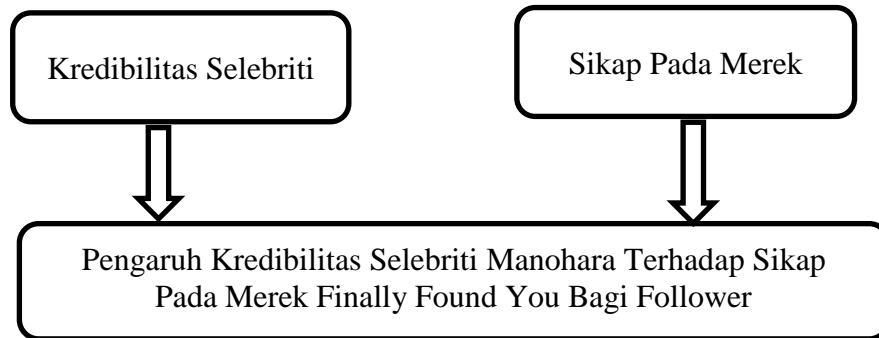 Kredibilitas Selebriti
Sikap Pada Merek
Pengaruh Kredibilitas Selebriti Manohara Terhadap Sikap
Pada Merek Finally Found You Bagi Follower